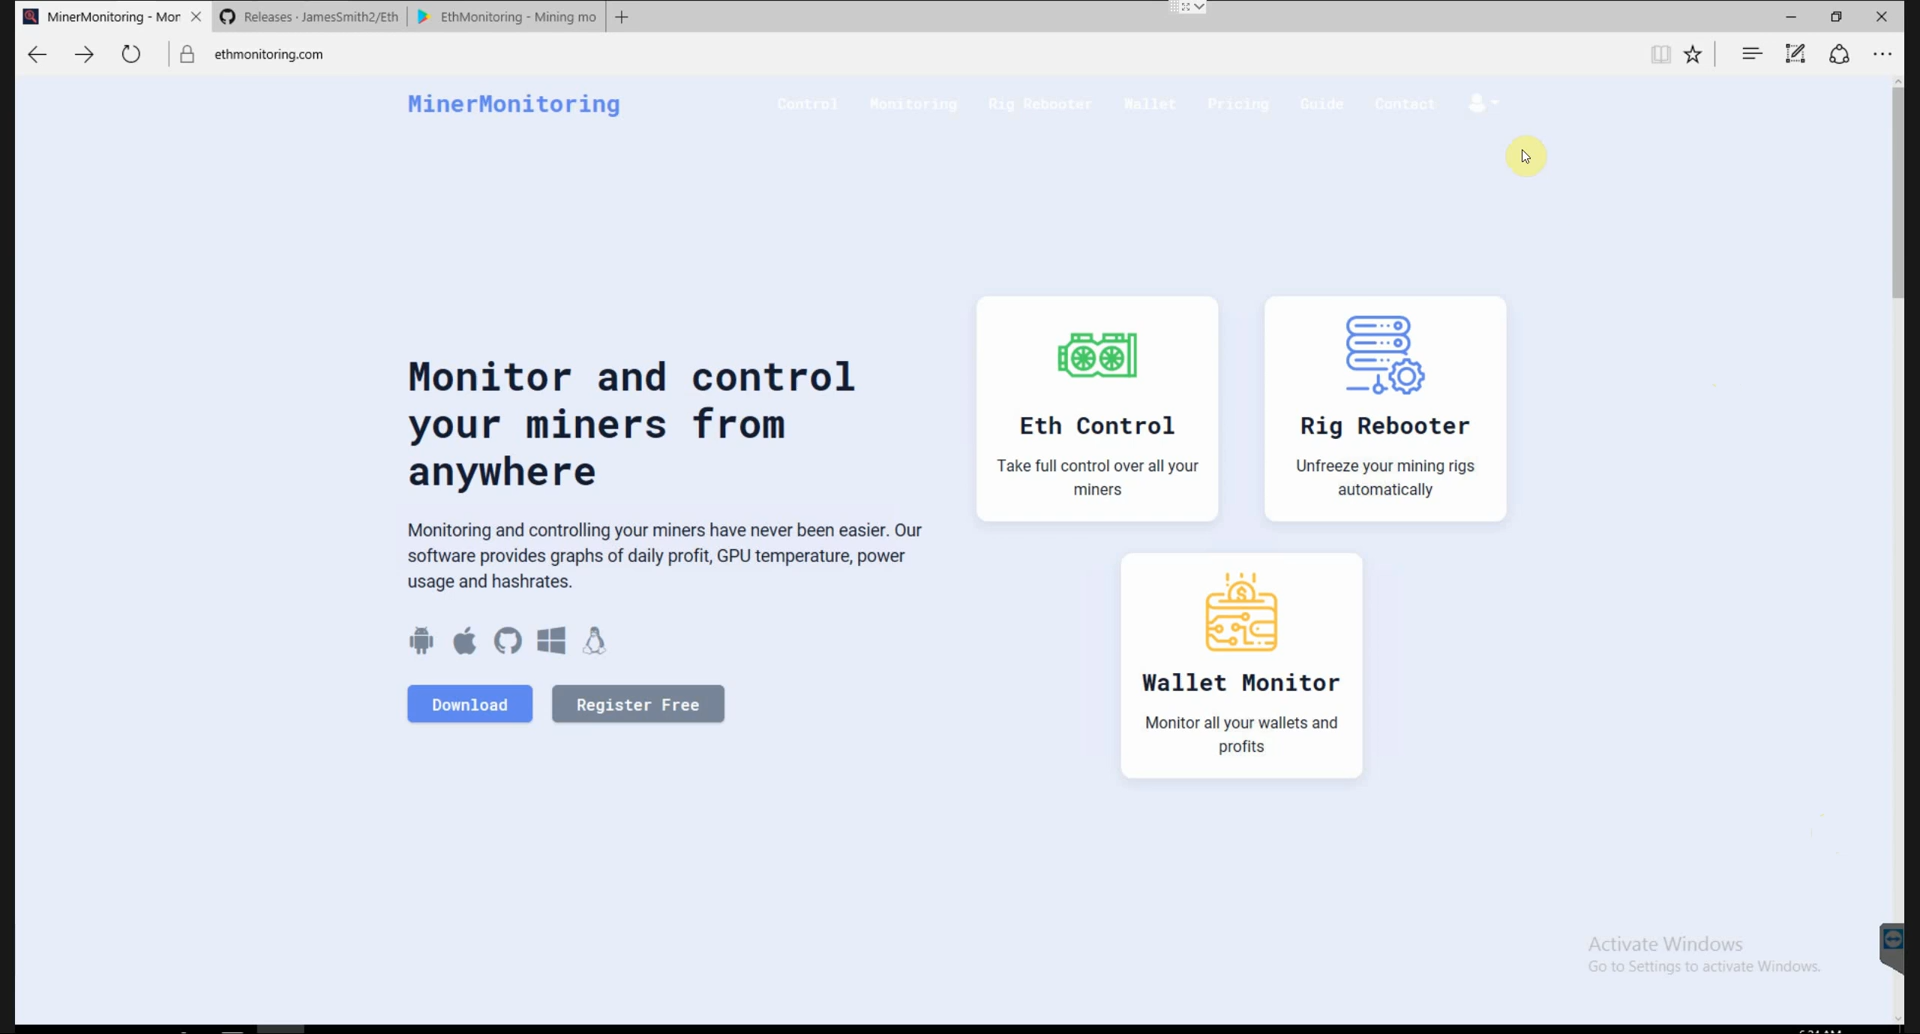 MinerMonitoring - Mor
Releases · JamesSmith2/Eth
EthMonitoring - Mining mo
ethmonitoring.com
MinerMonitoring
Control
Monitoring
Rig Rebooter
Wallet
Pricing
Guide
Contact
Monitor and control
your miners from
anywhere
Monitoring and controlling your miners have never been easier. Our
software provides graphs of daily profit, GPU temperature, power
usage and hashrates.
Download
Register Free
Eth Control
Take full control over all your
miners
Rig Rebooter
Unfreeze your mining rigs
automatically
Wallet Monitor
Monitor all your wallets and
profits
Activate Windows
Go to Settings to activate Windows.